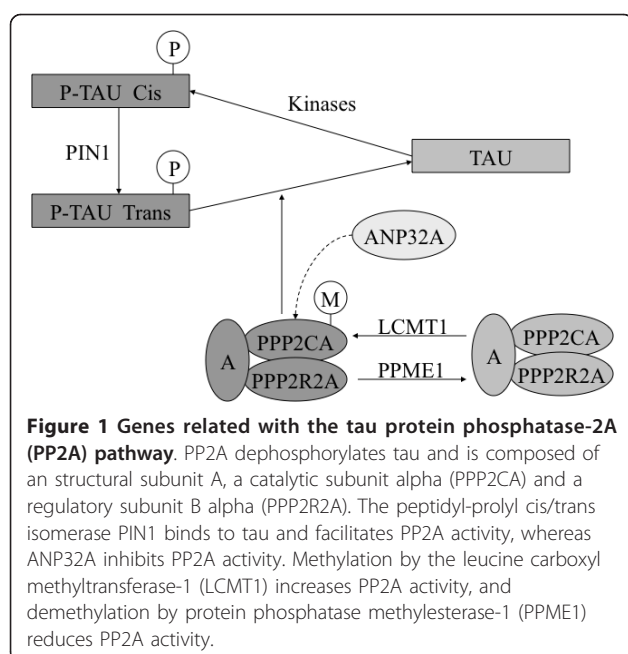 P
P-TAU Cis
Kinases
PIN1
TAU
P
P-TAU Trans
ANP32A
M
PPP2CA
LCMT1
PPP2CA
A
A
PPP2R2A
PPME1
PPP2R2A
Figure 1 Genes related with the tau protein phosphatase-2A
(PP2A) pathway. PP2A dephosphorylates tau and is composed of
an structural subunit A, a catalytic subunit alpha (PPP2CA) and a
regulatory subunit B alpha (PPP2R2A). The peptidyl-prolyl cis/trans
isomerase PIN1 binds to tau and facilitates PP2A activity, whereas
ANP32A inhibits PP2A activity. Methylation by the leucine carboxyl
methyltransferase-1 (LCMT1) increases PP2A activity, and
demethylation by protein phosphatase methylesterase-1 (PPME1)
reduces PP2A activity.